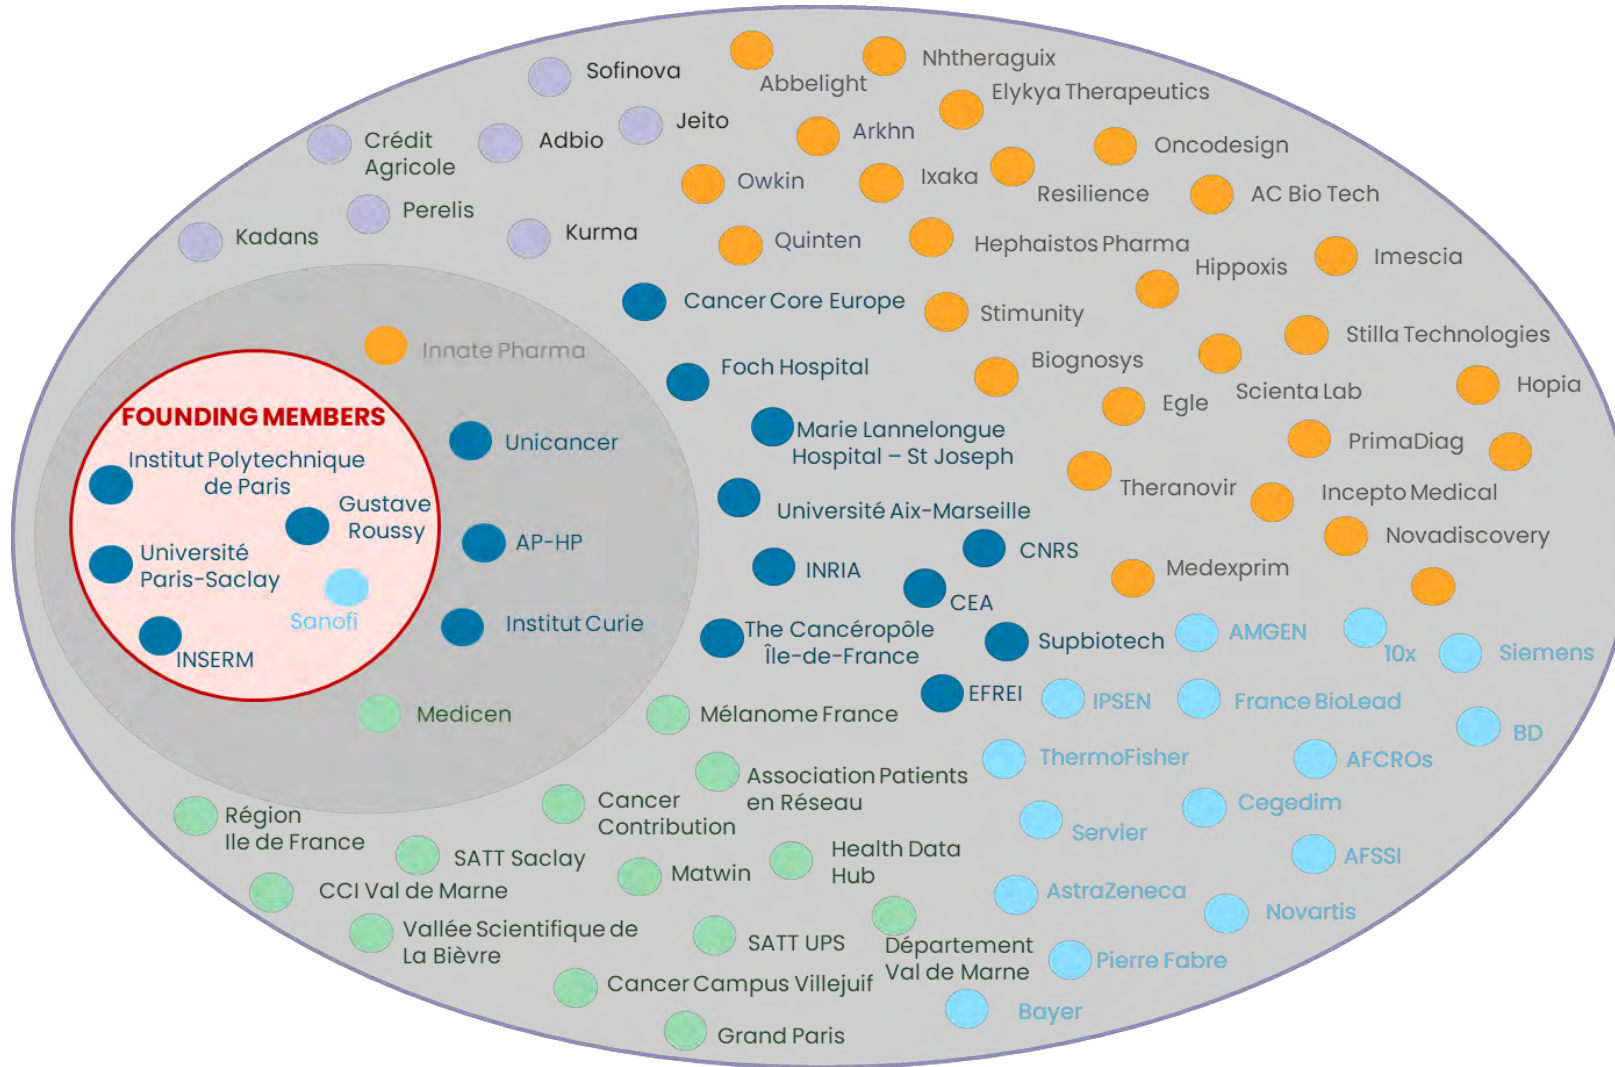 Sofinova
Abbelight
Nhtheraguix
Elykya Therapeutics
Crédit
Agricole
Adbio
Jeito
Arkhn
Oncodesign
Owkin
Ixaka
Resilience
AC Bio Tech
Kadans
Perelis
Kurma
Quinten
Hephaistos Pharma
Hippoxis
Imescia
Cancer Core Europe
Stimunity
Stilla Technologies
Innate Pharma
Foch Hospital
Biognosys
Scienta Lab
Hopia
Egle
FOUNDING MEMBERS
Unicancer
Marie Lannelongue
Hospital – St Joseph
PrimaDiag
Institut Polytechnique
de Paris
Gustave
Roussy
Université Aix-Marseille
Theranovir
Incepto Medical
Novadiscovery
Université
Paris-Saclay
AP-HP
INRIA
CNRS
CEA
Medexprim
Sanofi
INSERM
Institut Curie
The Cancéropôle
Île-de-France
Supbiotech
AMGEN
10x
Siemens
EFREI
IPSEN
France BioLead
BD
Medicen
Mélanome France
ThermoFisher
AFCROs
Association Patients
en Réseau
Cancer
Contribution
Cegedim
Servier
Région
Ile de France
SATT Saclay
Matwin
Health Data
Hub
AFSSI
CCI Val de Marne
AstraZeneca
Novartis
Vallée Scientifique de
La Bièvre
SATT UPS
Département
Val de Marne
Pierre Fabre
Cancer Campus Villejuif
Bayer
Grand Paris